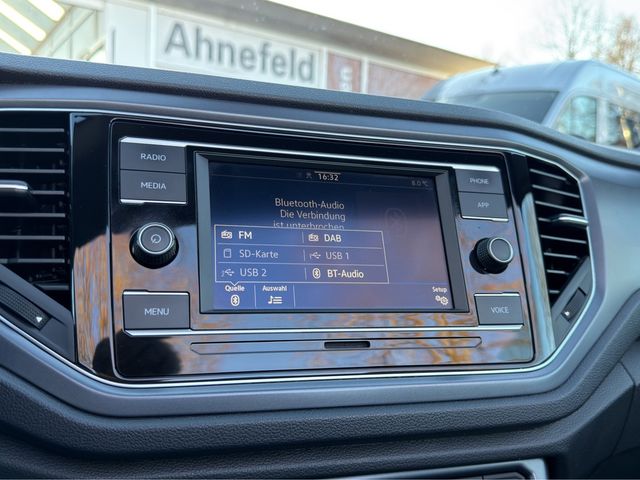 Ahnefeld
RADIO
MEDIA
MENU
16:32
8.0°C
Bluetooth-Audio
Die Verbindung
ist unterbrochen
FM
DAB
SD-Karte
USB 1
USB 2
BT-Audio
Quelle
Auswahl
Setup
PHONE
APP
VOICE